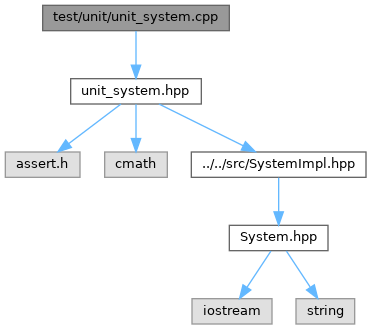 test/unit/unit_system.cpp
unit_system.hpp
assert.h
cmath
../../src/SystemImpl.hpp
System.hpp
iostream
string